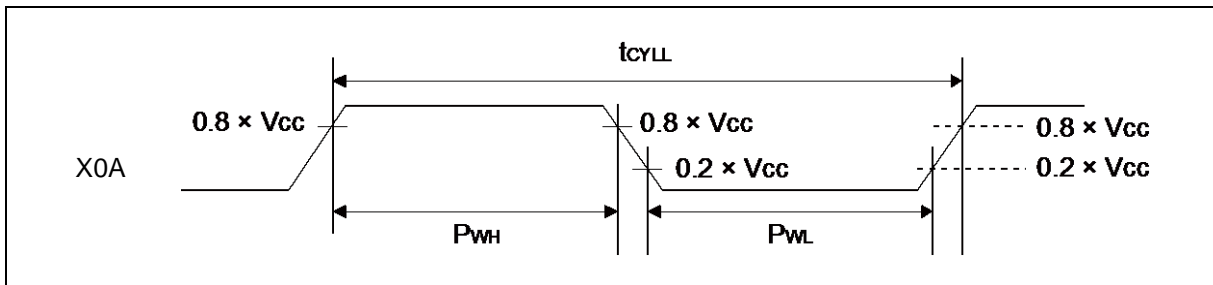 tCYLL
0.8 × Vcc
0.8 × Vcc
0.8 × Vcc
X0A
0.2 × Vcc
0.2 × Vcc
PWH
PWL